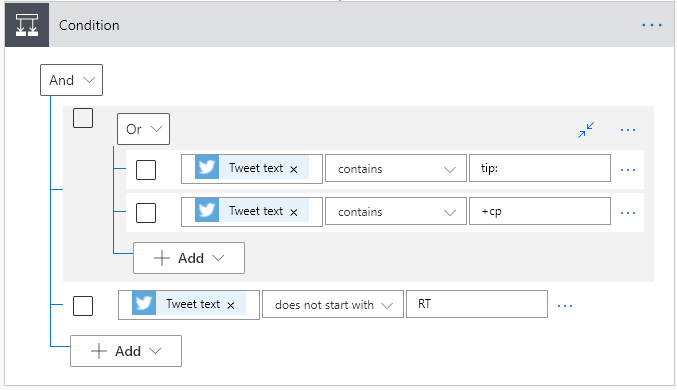 Condition
And
Or
Tweet text × contains tip:
Tweet text × contains +cp
+ Add
Tweet text × does not start with RT
+ Add